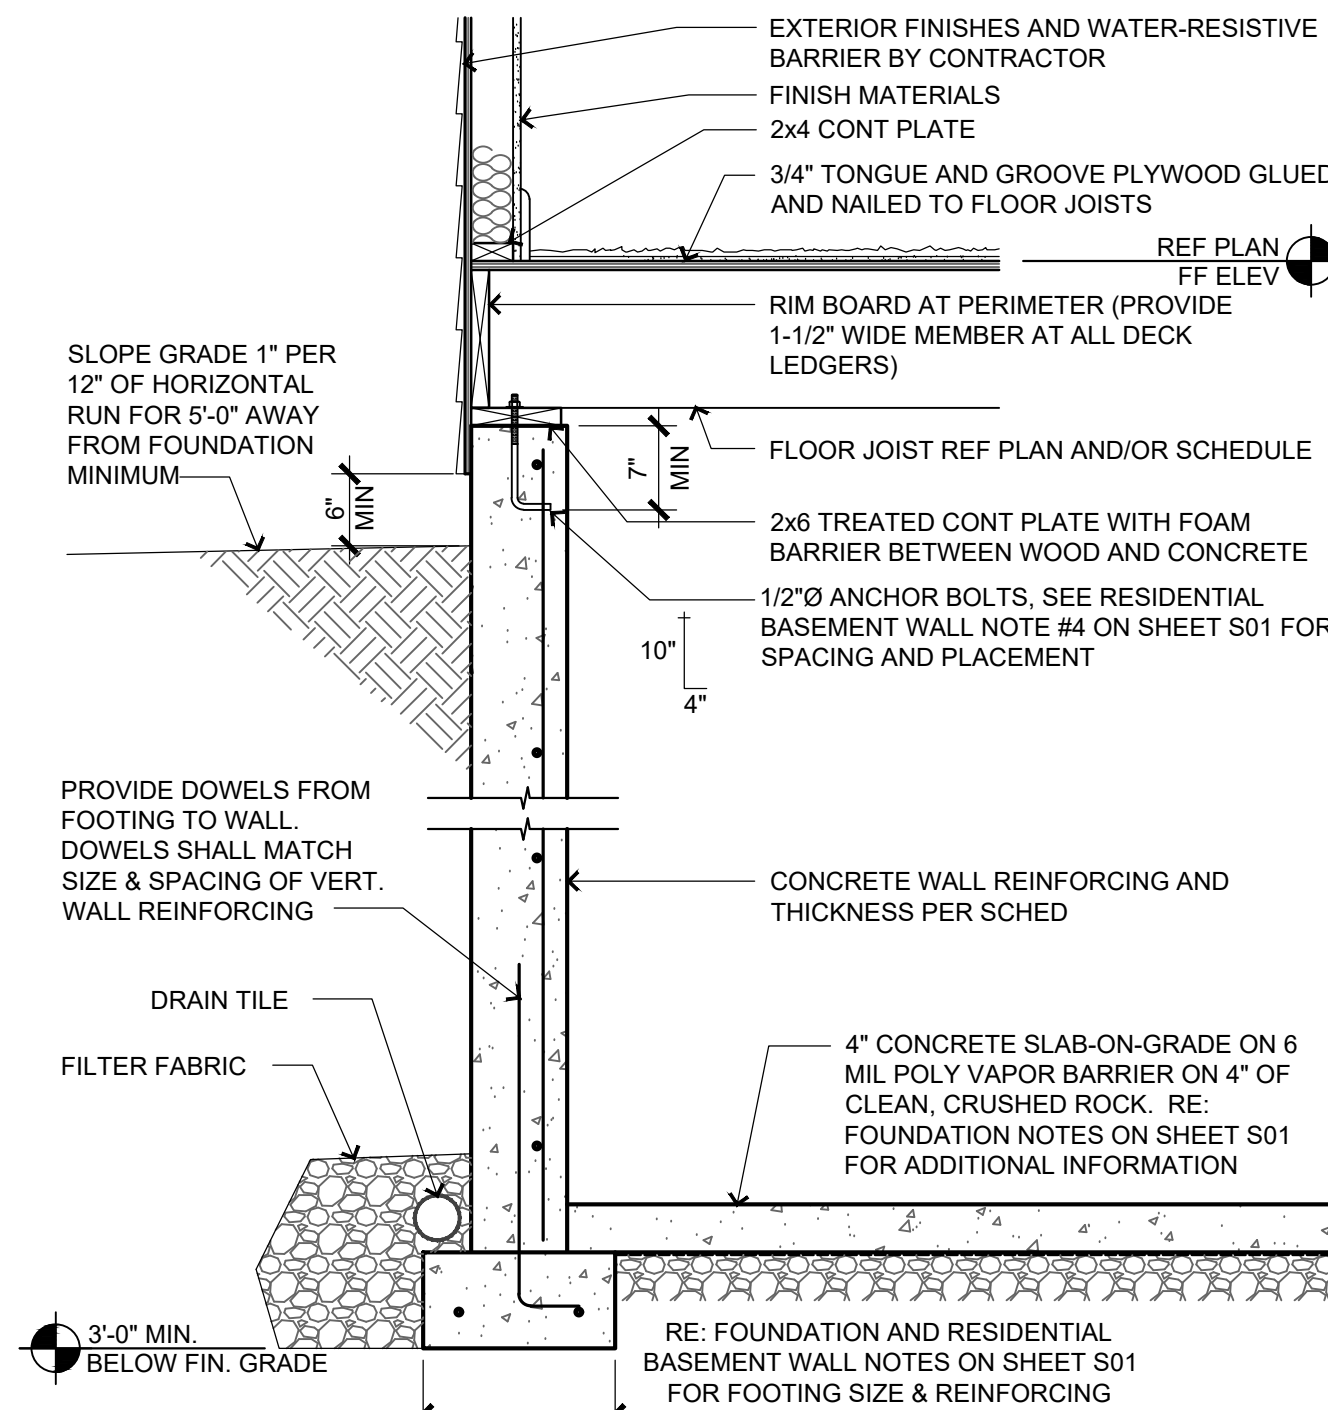 EXTERIOR FINISHES AND WATER-RESISTIVE
BARRIER BY CONTRACTOR
FINISH MATERIALS
2x4 CONT PLATE
3/4" TONGUE AND GROOVE PLYWOOD GLUED
AND NAILED TO FLOOR JOISTS
REF PLAN
FF ELEV
RIM BOARD AT PERIMETER (PROVIDE
1-1/2" WIDE MEMBER AT ALL DECK
LEDGERS)
SLOPE GRADE 1" PER
12" OF HORIZONTAL
RUN FOR 5'-0" AWAY
FROM FOUNDATION
MINIMUM
6"
MIN
7"
MIN
FLOOR JOIST REF PLAN AND/OR SCHEDULE
2x6 TREATED CONT PLATE WITH FOAM
BARRIER BETWEEN WOOD AND CONCRETE
1/2"Ø ANCHOR BOLTS, SEE RESIDENTIAL
BASEMENT WALL NOTE #4 ON SHEET S01 FOR
SPACING AND PLACEMENT
10"
4"
PROVIDE DOWELS FROM
FOOTING TO WALL.
DOWELS SHALL MATCH
SIZE & SPACING OF VERT.
WALL REINFORCING
CONCRETE WALL REINFORCING AND
THICKNESS PER SCHED
DRAIN TILE
FILTER FABRIC
4" CONCRETE SLAB-ON-GRADE ON 6
MIL POLY VAPOR BARRIER ON 4" OF
CLEAN, CRUSHED ROCK. RE:
FOUNDATION NOTES ON SHEET S01
FOR ADDITIONAL INFORMATION
3'-0" MIN.
BELOW FIN. GRADE
RE: FOUNDATION AND RESIDENTIAL
BASEMENT WALL NOTES ON SHEET S01
FOR FOOTING SIZE & REINFORCING